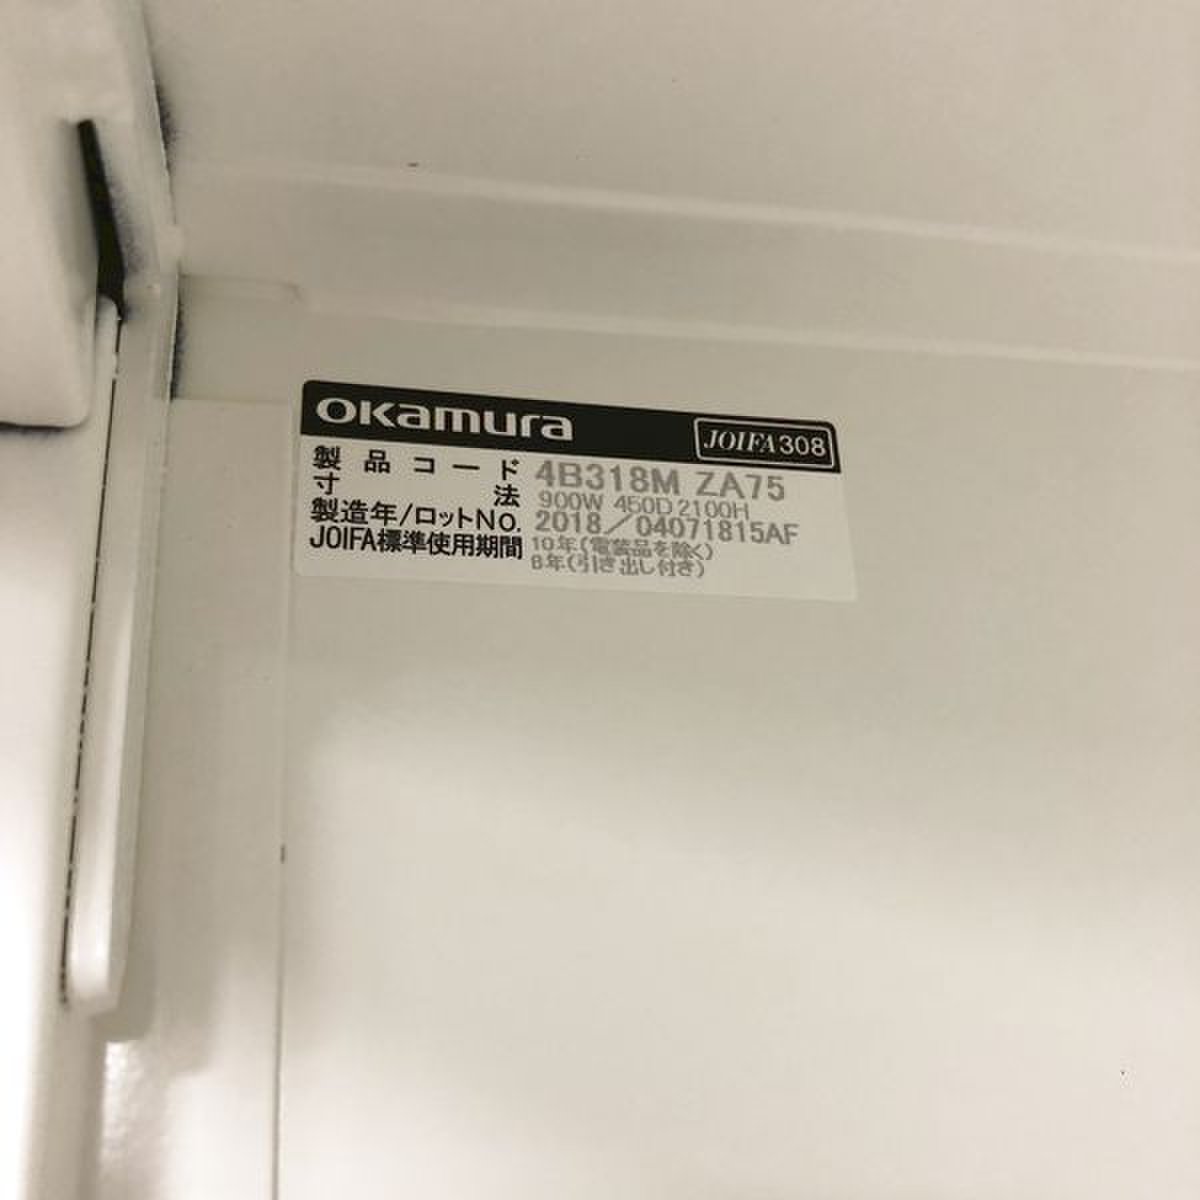 okamura JOIFA308
製品コード 4B318M ZA75
寸法 900W 450D 2100H
製造年/ロットNo. 2018/04071815AF
JOIFA標準使用期間 10年(電装品を除く)
8年(引き出し付き)